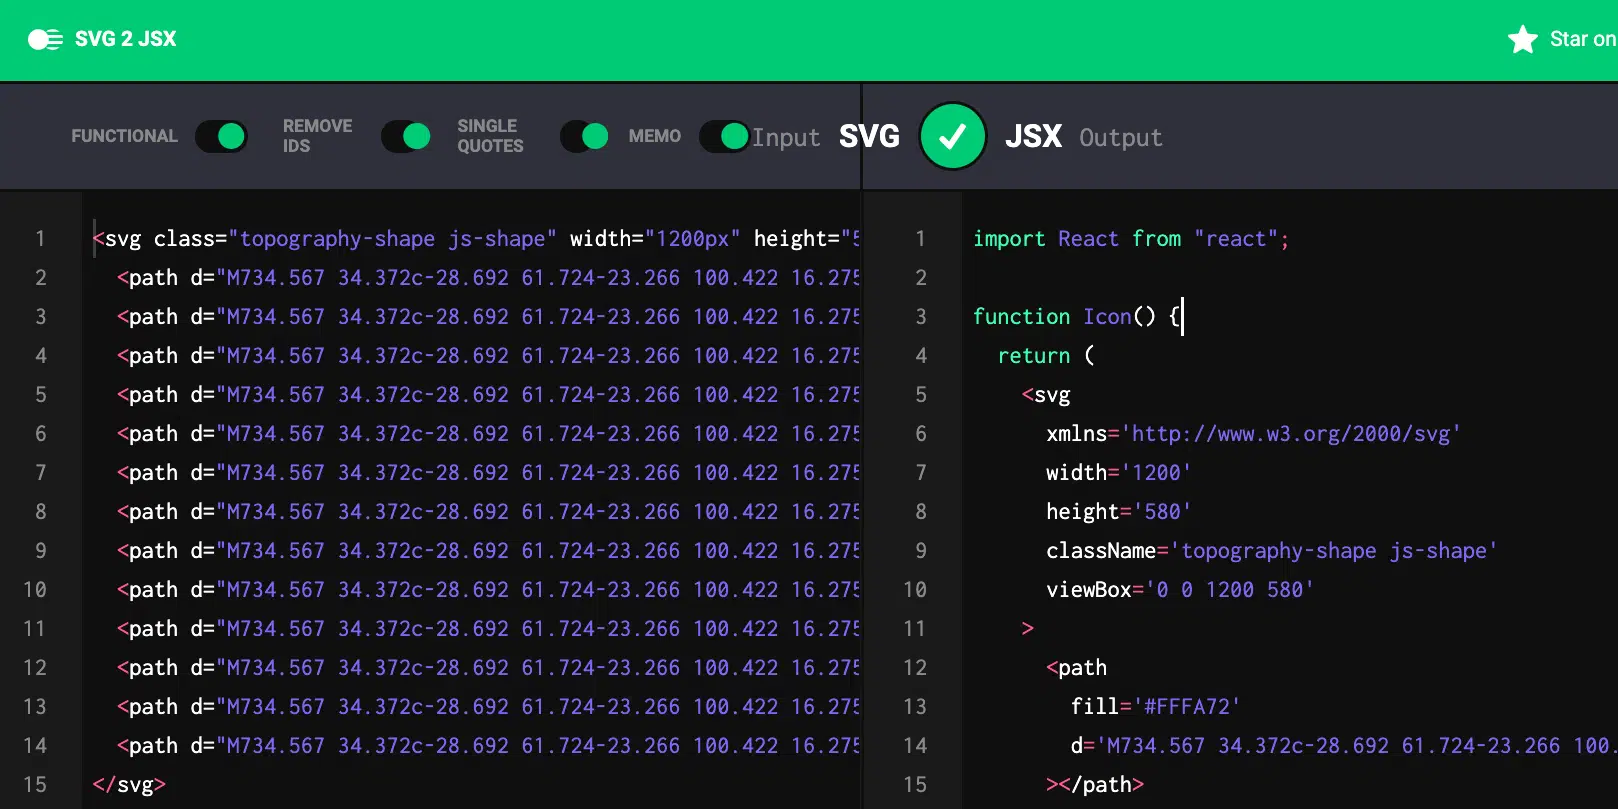 SVG 2 JSX
Star on
FUNCTIONAL
REMOVE
IDS
SINGLE
QUOTES
MEMO
Input SVG
JSX Output
1 <svg class="topography-shape js-shape" width="1200px" height="5
2 <path d="M734.567 34.372c-28.692 61.724-23.266 100.422 16.275
3 <path d="M734.567 34.372c-28.692 61.724-23.266 100.422 16.275
4 <path d="M734.567 34.372c-28.692 61.724-23.266 100.422 16.275
5 <path d="M734.567 34.372c-28.692 61.724-23.266 100.422 16.275
6 <path d="M734.567 34.372c-28.692 61.724-23.266 100.422 16.275
7 <path d="M734.567 34.372c-28.692 61.724-23.266 100.422 16.275
8 <path d="M734.567 34.372c-28.692 61.724-23.266 100.422 16.275
9 <path d="M734.567 34.372c-28.692 61.724-23.266 100.422 16.275
10 <path d="M734.567 34.372c-28.692 61.724-23.266 100.422 16.275
11 <path d="M734.567 34.372c-28.692 61.724-23.266 100.422 16.275
12 <path d="M734.567 34.372c-28.692 61.724-23.266 100.422 16.275
13 <path d="M734.567 34.372c-28.692 61.724-23.266 100.422 16.275
14 <path d="M734.567 34.372c-28.692 61.724-23.266 100.422 16.275
15 </svg>
1 import React from "react";
2
3 function Icon() {
4 return (
5 <svg
6 xmlns='http://www.w3.org/2000/svg'
7 width='1200'
8 height='580'
9 className='topography-shape js-shape'
10 viewBox='0 0 1200 580'
11 >
12 <path
13 fill='#FFFA72'
14 d='M734.567 34.372c-28.692 61.724-23.266 100.
15 ></path>